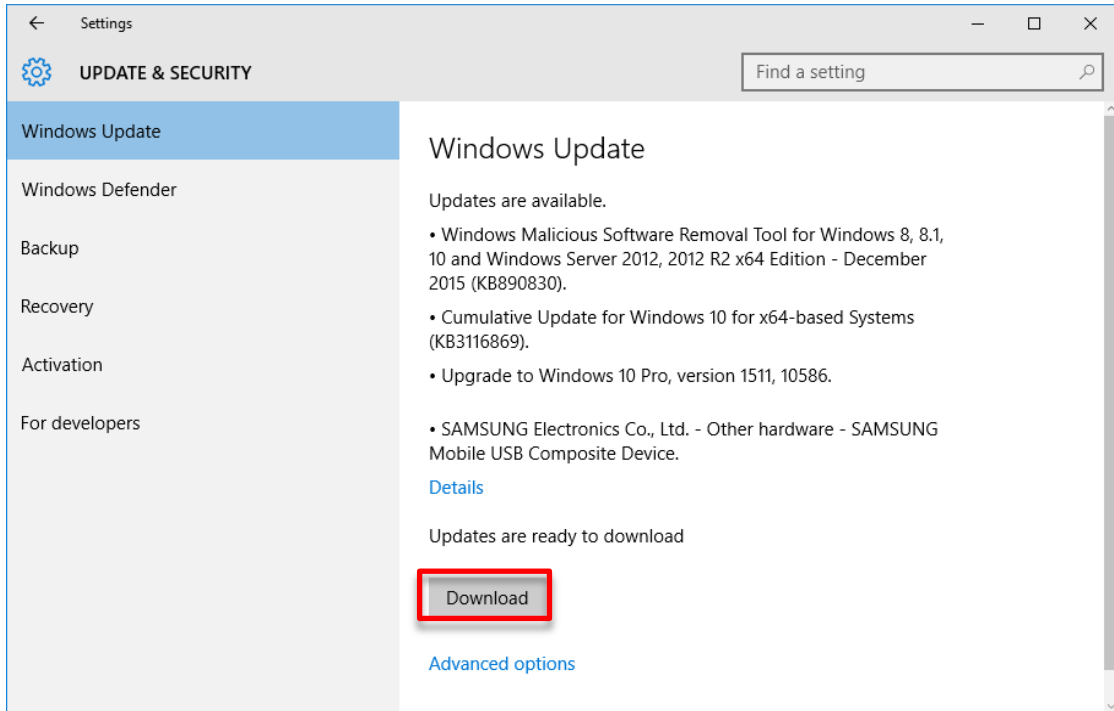 Settings
UPDATE & SECURITY
Find a setting
Windows Update
Windows Defender
Backup
Recovery
Activation
For developers
Windows Update
Updates are available.
• Windows Malicious Software Removal Tool for Windows 8, 8.1,
10 and Windows Server 2012, 2012 R2 x64 Edition - December
2015 (KB890830).
• Cumulative Update for Windows 10 for x64-based Systems
(KB3116869).
• Upgrade to Windows 10 Pro, version 1511, 10586.
• SAMSUNG Electronics Co., Ltd. - Other hardware - SAMSUNG
Mobile USB Composite Device.
Details
Updates are ready to download
Download
Advanced options